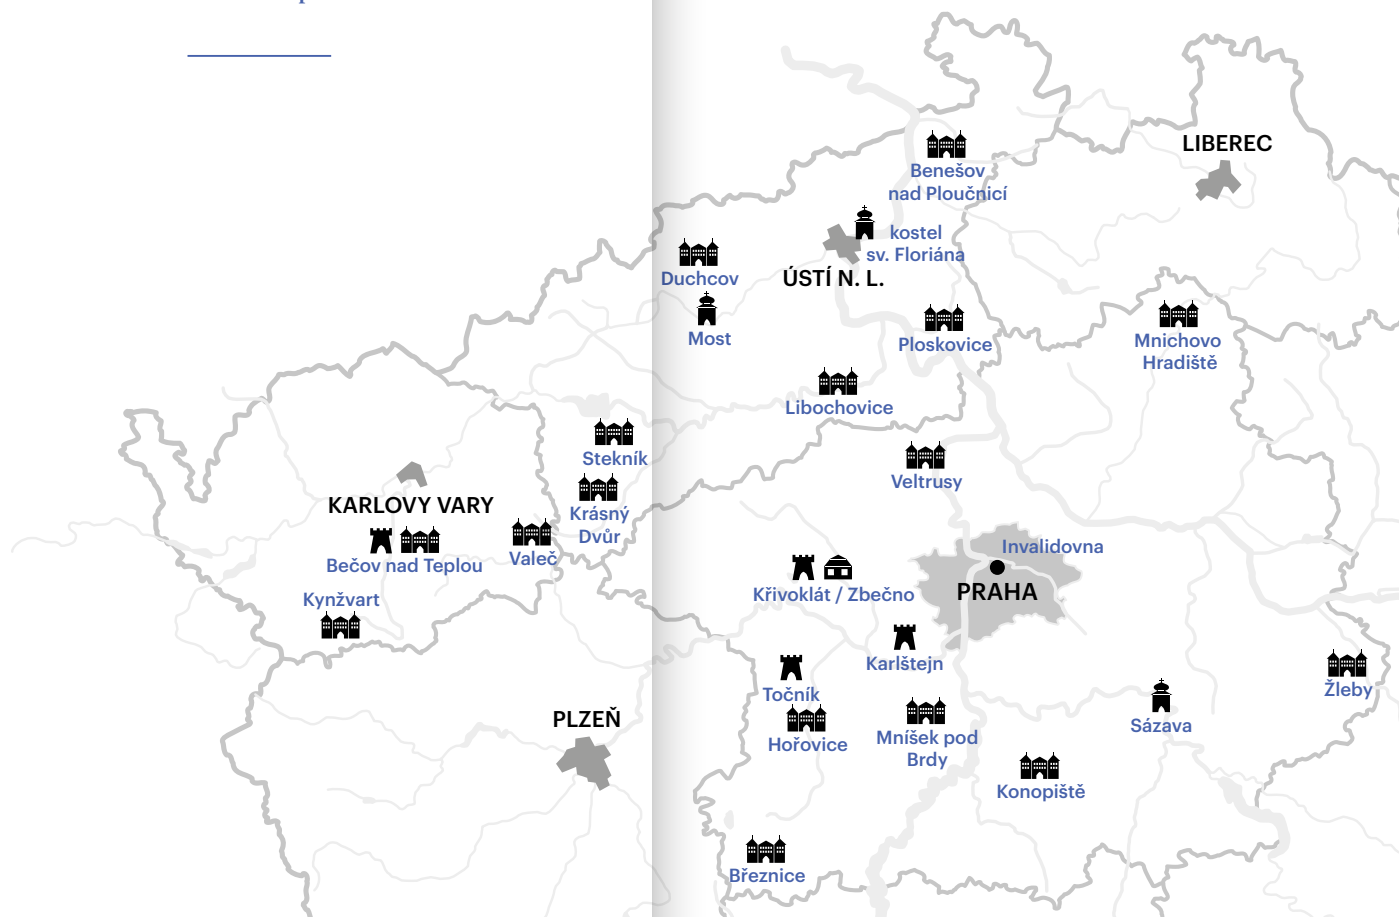 LIBEREC
Benešov
nad Ploučnicí
kostel
sv. Floriána
Duchcov
ÚSTÍ N. L.
Most
Ploskovice
Mnichovo
Hradiště
Libochovice
Stekník
Veltrusy
KARLOVY VARY
Krásný
Dvůr
Valeč
Bečov nad Teplou
Invalidovna
Kynžvart
Křivoklát / Zbečno
PRAHA
Karlštejn
Točník
Žleby
PLZEŇ
Hořovice
Mníšek pod
Brdy
Sázava
Konopiště
Březnice